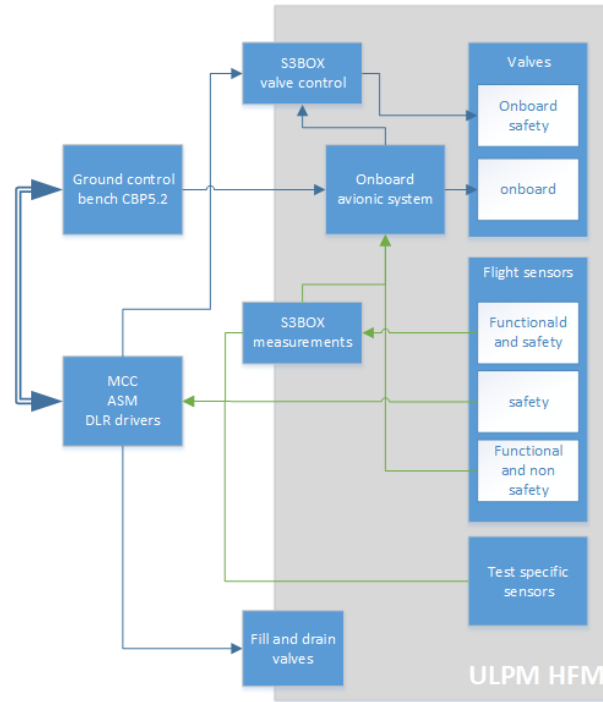 S3BOX
valve control
Valves
Onboard
safety
Ground control
bench CBP5.2
Onboard
avionic system
onboard
Flight sensors
S3BOX
measurements
Functionald
and safety
MCC
ASM
DLR drivers
safety
Functional
and non
safety
Test specific
sensors
Fill and drain
valves
ULPM HFM